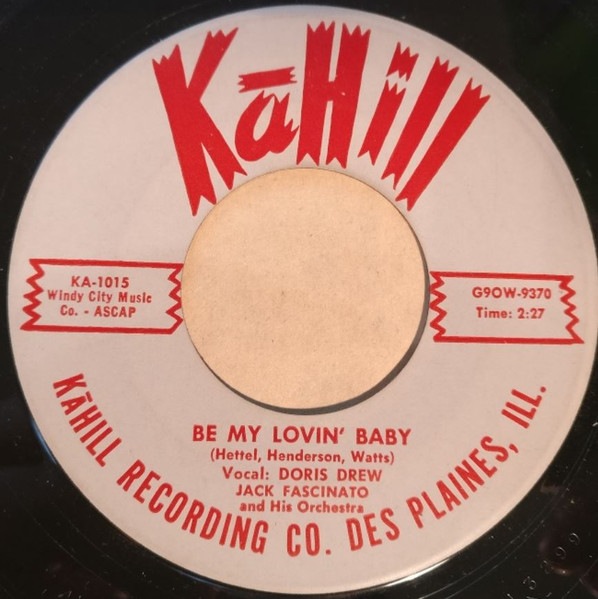 KāHill
KA-1015
Windy City Music
Co. - ASCAP
G9OW-9370
Time: 2:27
BE MY LOVIN' BABY
(Hettel, Henderson, Watts)
Vocal: DORIS DREW
JACK FASCINATO
and His Orchestra
KāHILL RECORDING CO. DES PLAINES, ILL.